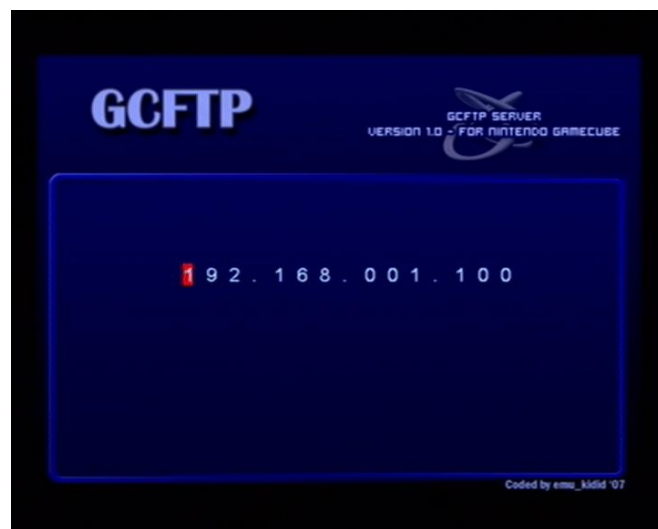 GCFTP
GCFTP SERVER
VERSION 1.0 - FOR NINTENDO GAMECUBE
192.168.001.100
Coded by emu_kidid '07